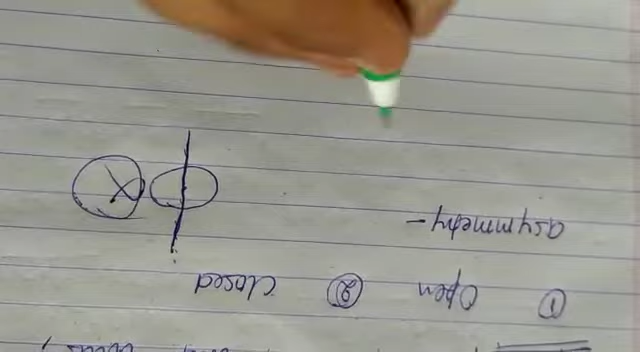 ① Open ② Closed
asymmetry –